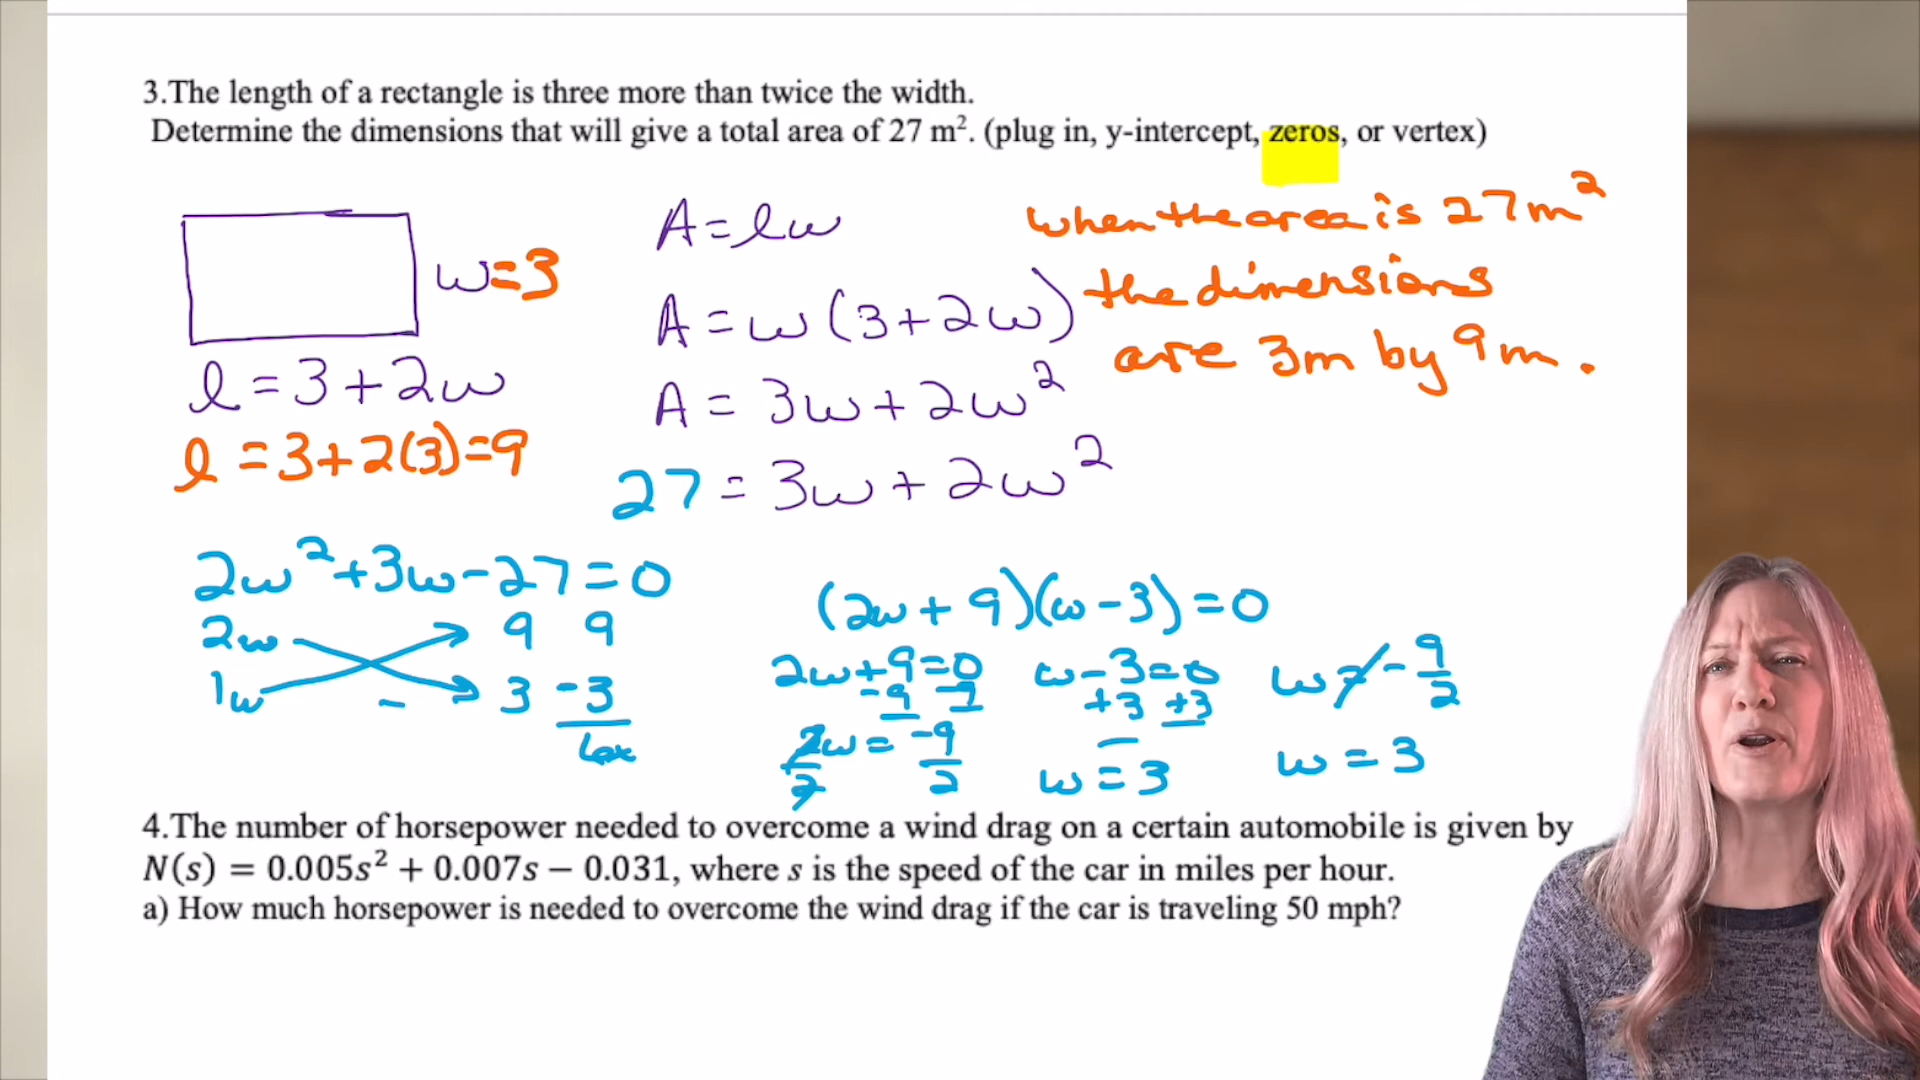 3.The length of a rectangle is three more than twice the width.
Determine the dimensions that will give a total area of 27 m². (plug in, y-intercept, zeros, or vertex)
w=3
l=3+2w
l=3+2(3)=9
A=lw
A=w(3+2w)
A=3w+2w²
27=3w+2w²
when the area is 27m²
the dimensions
are 3m by 9m.
2w²+3w-27=0
2w 9 9
1w - 3 -3
6w
(2w+9)(w-3)=0
2w+9=0 w-3=0 w≠-9/2
-9 -9 +3 +3
2w/2=-9/2 w=3 w=3
4.The number of horsepower needed to overcome a wind drag on a certain automobile is given by
N(s) = 0.005s² + 0.007s − 0.031, where s is the speed of the car in miles per hour.
a) How much horsepower is needed to overcome the wind drag if the car is traveling 50 mph?